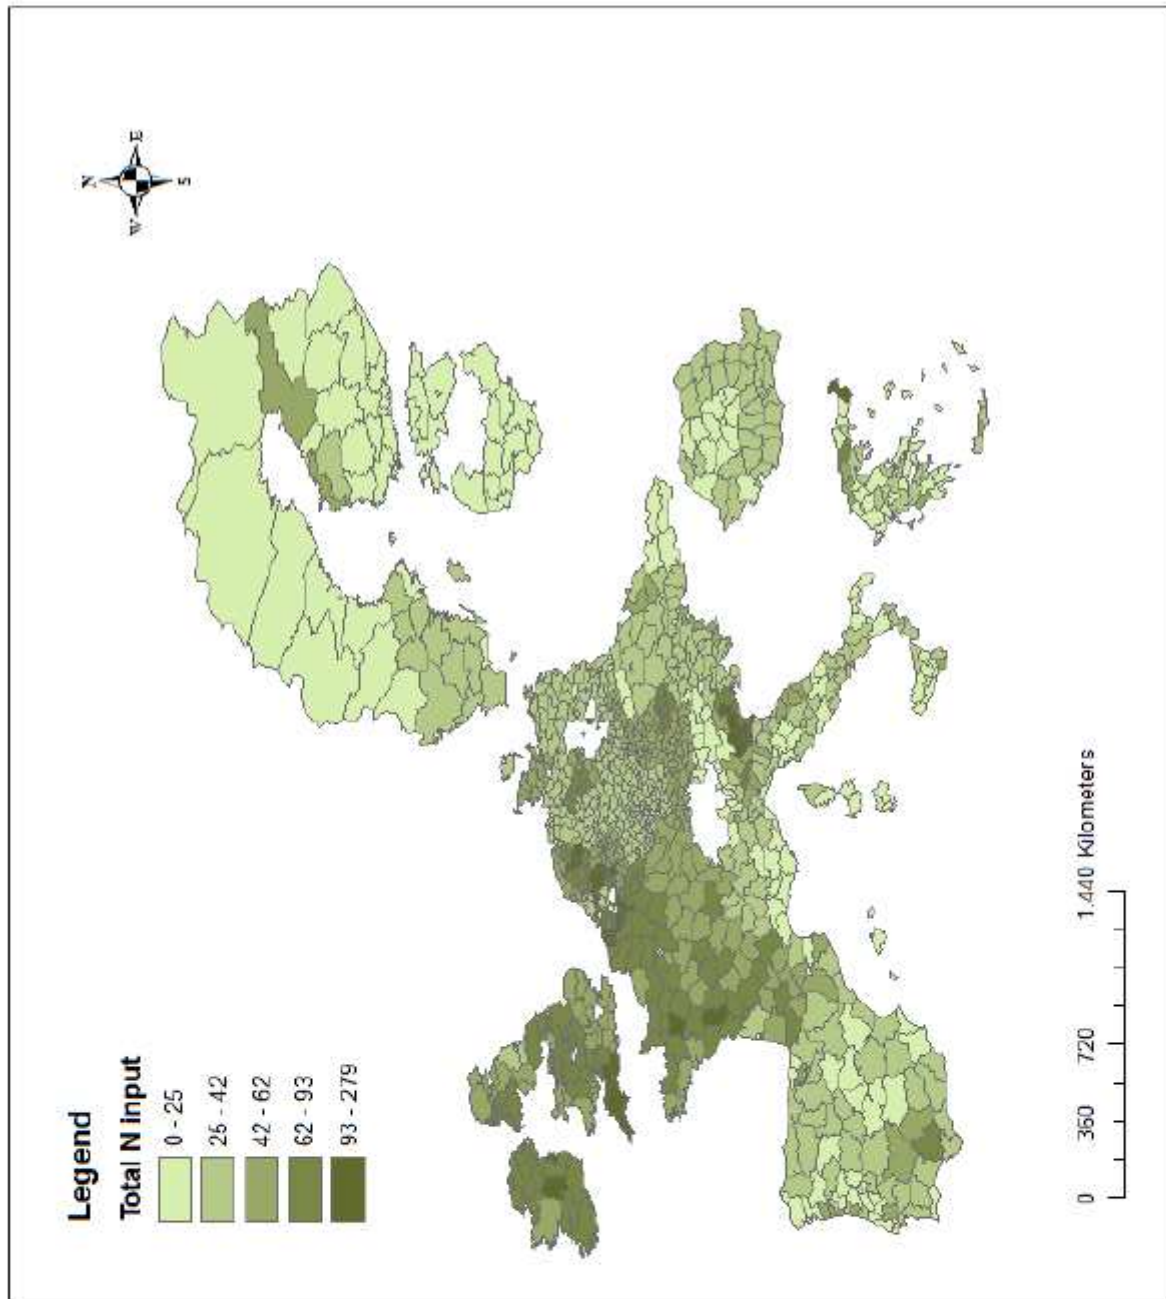 Legend
Total N input
0 - 25
25 - 42
42 - 62
62 - 93
93 - 279
N
W
E
S
0
360
720
1.440 Kilometers